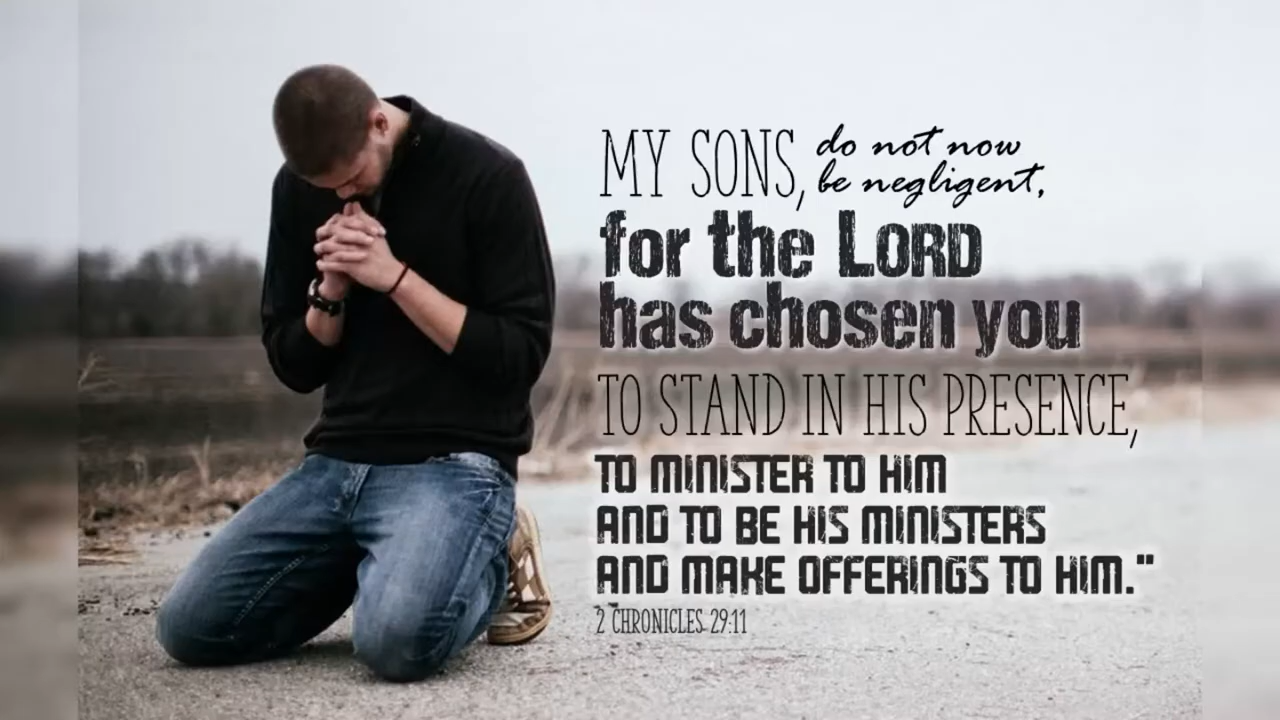 MY SONS, do not now
be negligent,
for the LORD
has chosen you
TO STAND IN HIS PRESENCE,
TO MINISTER TO HIM
AND TO BE HIS MINISTERS
AND MAKE OFFERINGS TO HIM."
2 CHRONICLES 29:11